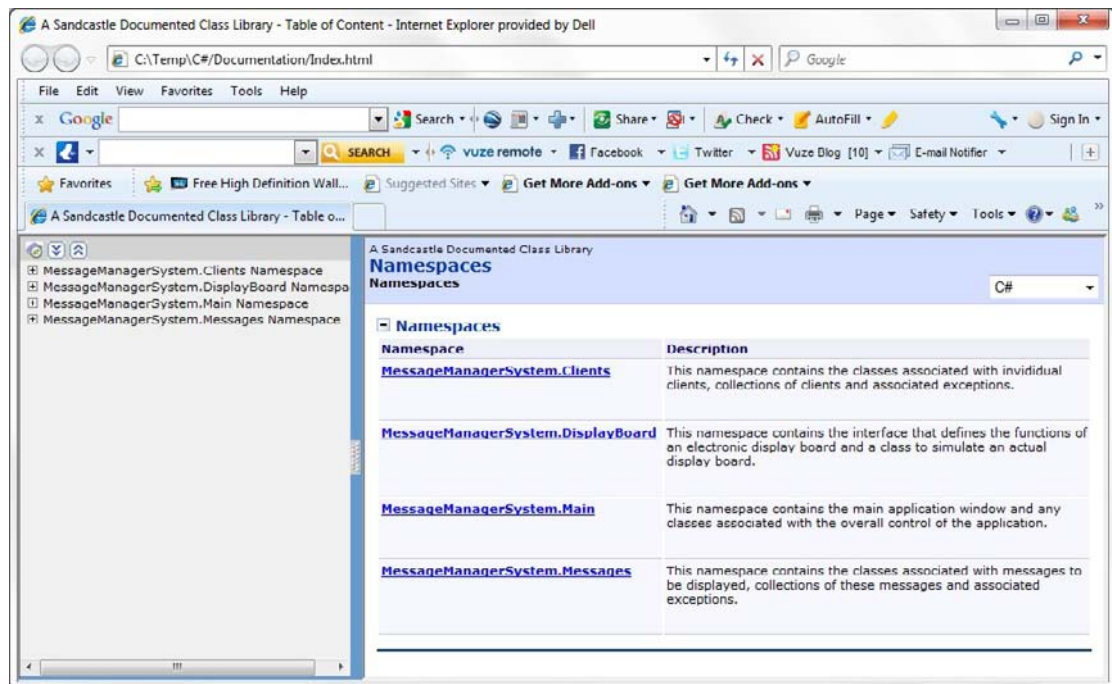 A Sandcastle Documented Class Library - Table of Content - Internet Explorer provided by Dell
C:\Temp\C#/Documentation/Index.html
Google
File Edit View Favorites Tools Help
x Google Search Share Check AutoFill Sign In
x SEARCH vuze remote Facebook Twitter Vuze Blog [10] E-mail Notifier
Favorites Free High Definition Wall... Suggested Sites Get More Add-ons Get More Add-ons
A Sandcastle Documented Class Library - Table o... Page Safety Tools
MessageManagerSystem.Clients Namespace
MessageManagerSystem.DisplayBoard Namespa
MessageManagerSystem.Main Namespace
MessageManagerSystem.Messages Namespace
A Sandcastle Documented Class Library
Namespaces
Namespaces
C#
Namespaces
Namespace Description
MessageManagerSystem.Clients This namespace contains the classes associated with invididual
clients, collections of clients and associated exceptions.
MessageManagerSystem.DisplayBoard This namespace contains the interface that defines the functions of
an electronic display board and a class to simulate an actual
display board.
MessageManagerSystem.Main This namespace contains the main application window and any
classes associated with the overall control of the application.
MessageManagerSystem.Messages This namespace contains the classes associated with messages to
be displayed, collections of these messages and associated
exceptions.